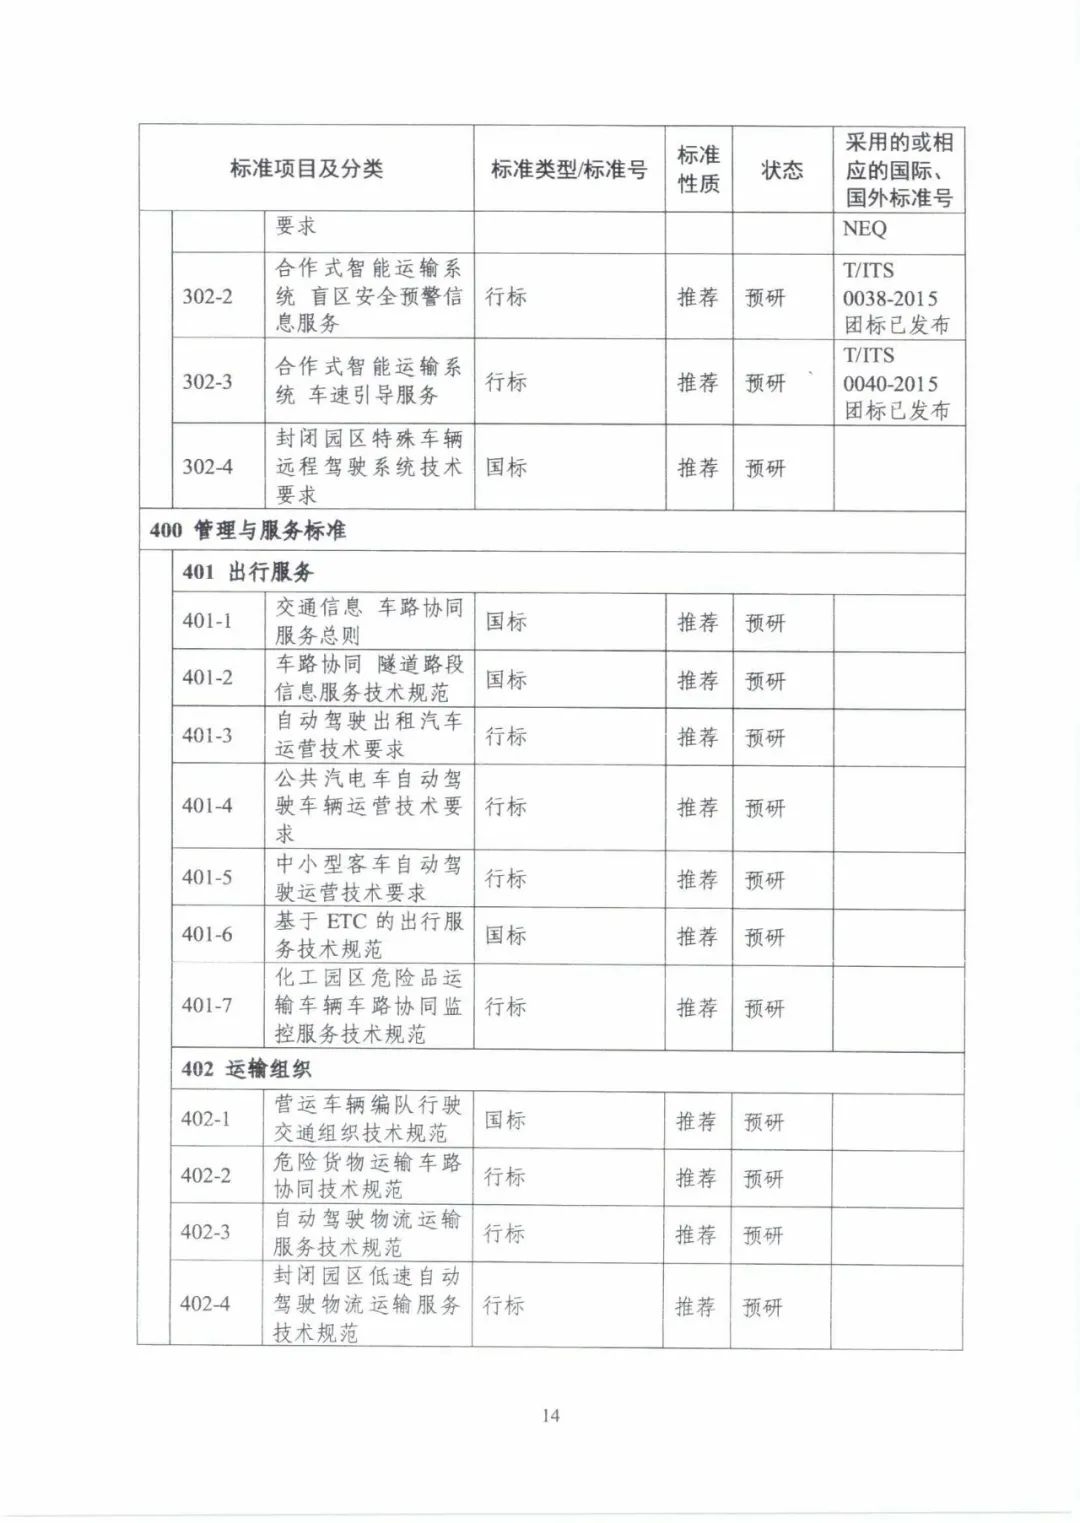 标准项目及分类 标准类型/标准号 标准 状态 采用的或相
性质 应的国际、
国外标准号
要求 NEQ
302-2 合作式智能运输系 行标 推荐 预研 T/ITS
统 盲区安全预警信 0038-2015
息服务 团标已发布
302-3 合作式智能运输系 行标 推荐 预研 T/ITS
统 车速引导服务 0040-2015
团标已发布
302-4 封闭园区特殊车辆 国标 推荐 预研
远程驾驶系统技术
要求
400 管理与服务标准
401 出行服务
401-1 交通信息 车路协同 国标 推荐 预研
服务总则
401-2 车路协同 隧道路段 国标 推荐 预研
信息服务技术规范
401-3 自动驾驶出租汽车 行标 推荐 预研
运营技术要求
401-4 公共汽电车自动驾 行标 推荐 预研
驶车辆运营技术要
求
401-5 中小型客车自动驾 行标 推荐 预研
驶运营技术要求
401-6 基于 ETC 的出行服 国标 推荐 预研
务技术规范
401-7 化工园区危险品运 行标 推荐 预研
输车辆车路协同监
控服务技术规范
402 运输组织
402-1 营运车辆编队行驶 国标 推荐 预研
交通组织技术规范
402-2 危险货物运输车路 行标 推荐 预研
协同技术规范
402-3 自动驾驶物流运输 行标 推荐 预研
服务技术规范
402-4 封闭园区低速自动 行标 推荐 预研
驾驶物流运输服务
技术规范
14